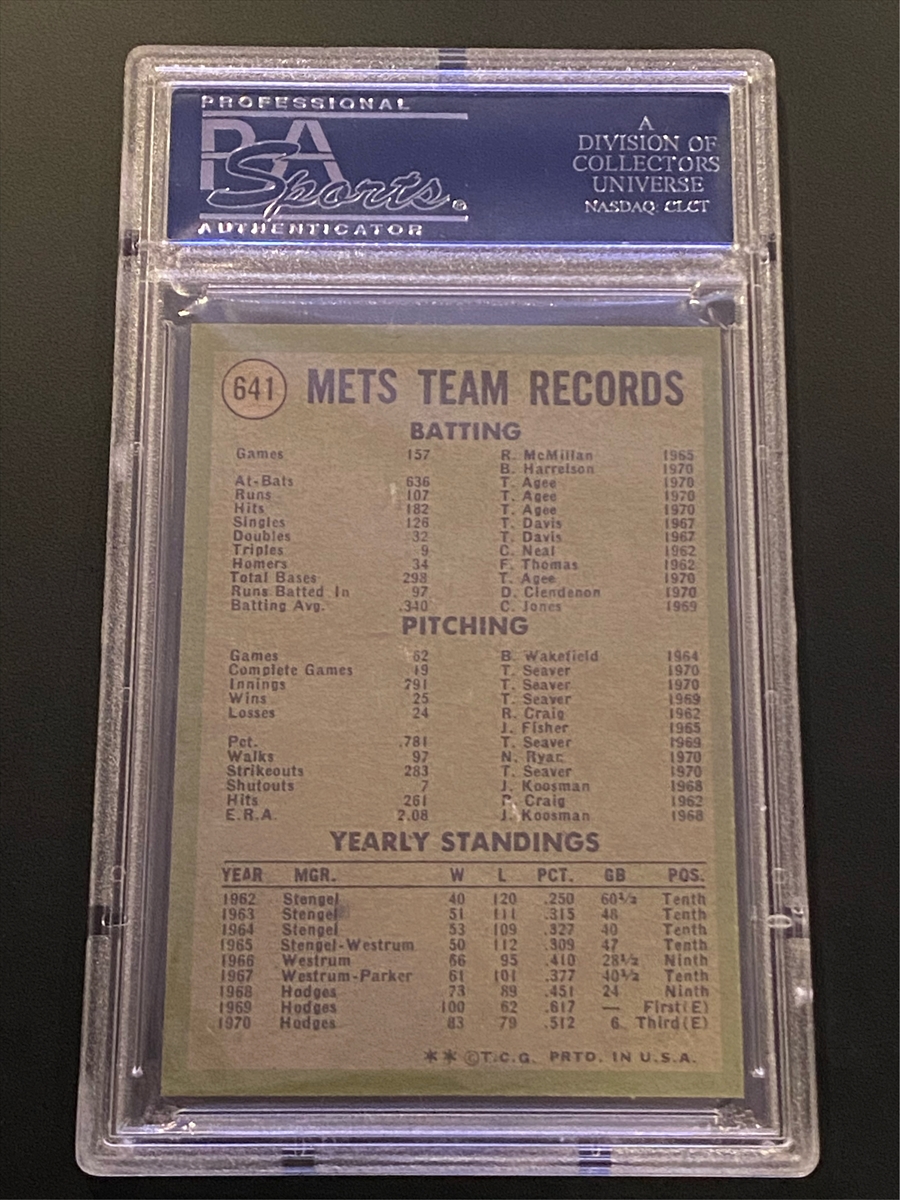 PROFESSIONAL
PSA
Sports®
AUTHENTICATOR
A
DIVISION OF
COLLECTORS
UNIVERSE
NASDAQ: CLCT
641 METS TEAM RECORDS
BATTING
Games 157 R. McMillan 1965
B. Harrelson 1970
At-Bats 636 T. Agee 1970
Runs 107 T. Agee 1970
Hits 182 T. Agee 1970
Singles 126 T. Davis 1967
Doubles 32 T. Davis 1967
Triples 9 C. Neal 1962
Homers 34 F. Thomas 1962
Total Bases 298 T. Agee 1970
Runs Batted In 97 D. Clendenon 1970
Batting Avg. .340 C. Jones 1969
PITCHING
Games 62 B. Wakefield 1964
Complete Games 19 T. Seaver 1970
Innings 291 T. Seaver 1970
Wins 25 T. Seaver 1969
Losses 24 R. Craig 1962
J. Fisher 1965
Pct. .781 T. Seaver 1969
Walks 97 N. Ryan 1970
Strikeouts 283 T. Seaver 1970
Shutouts 7 J. Koosman 1968
Hits 261 R. Craig 1962
E.R.A. 2.08 J. Koosman 1968
YEARLY STANDINGS
YEAR MGR. W L PCT. GB POS.
1962 Stengel 40 120 .250 60½ Tenth
1963 Stengel 51 111 .315 48 Tenth
1964 Stengel 53 109 .327 40 Tenth
1965 Stengel-Westrum 50 112 .309 47 Tenth
1966 Westrum 66 95 .410 28½ Ninth
1967 Westrum-Parker 61 101 .377 40½ Tenth
1968 Hodges 73 89 .451 24 Ninth
1969 Hodges 100 62 .617 — First(E)
1970 Hodges 83 79 .512 6 Third(E)
** ©T.C.G. PRTD. IN U.S.A.